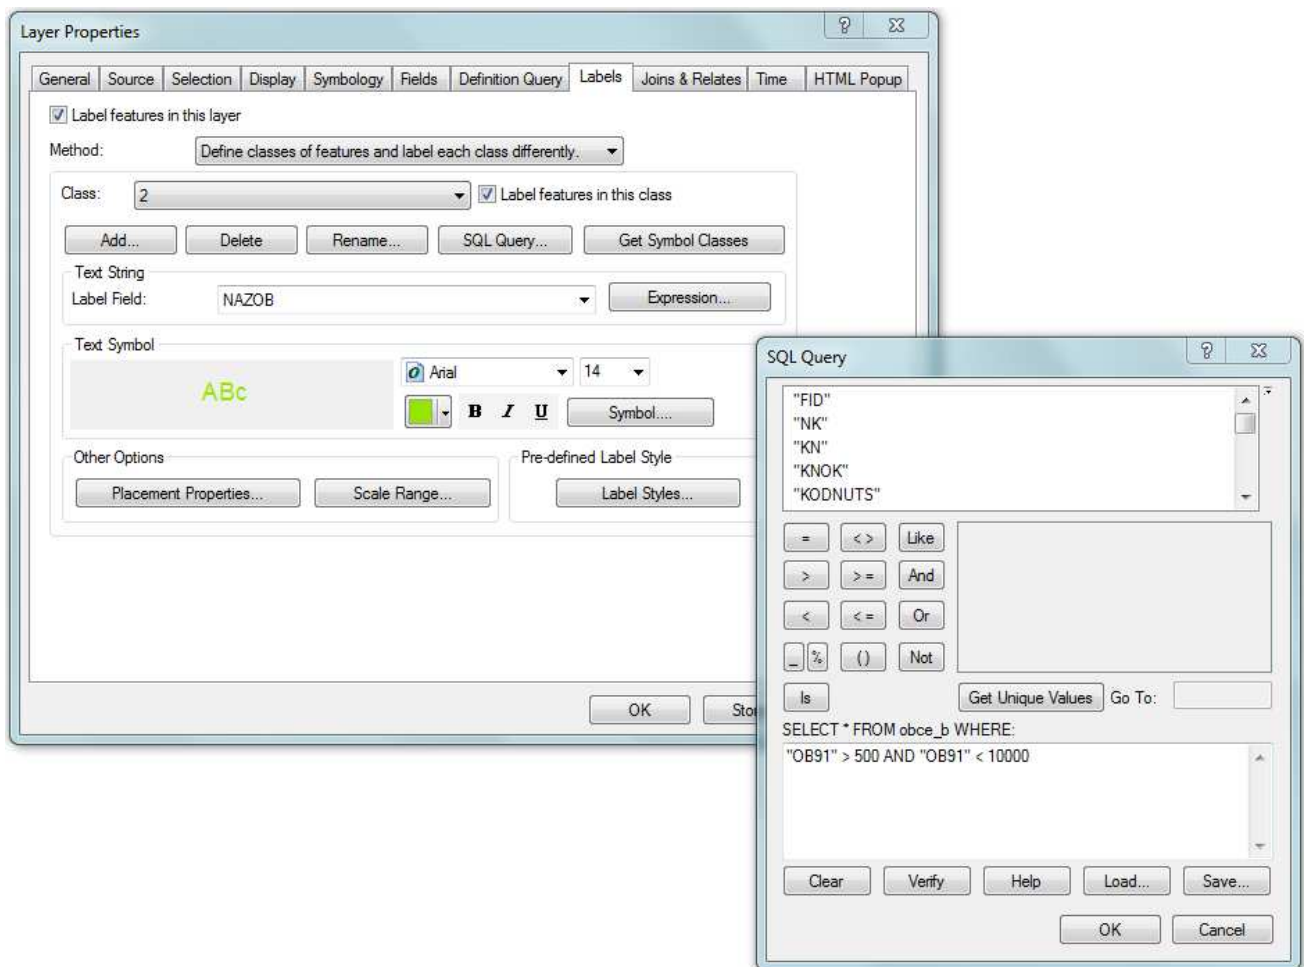 Layer Properties
General Source Selection Display Symbology Fields Definition Query Labels Joins & Relates Time HTML Popup
Label features in this layer
Method: Define classes of features and label each class differently.
Class: 2 Label features in this class
Add... Delete Rename... SQL Query... Get Symbol Classes
Text String
Label Field: NAZOB Expression...
Text Symbol
ABc
Arial 14
B I U Symbol....
Other Options
Placement Properties... Scale Range...
Pre-defined Label Style
Label Styles...
OK Sto
SQL Query
"FID"
"NK"
"KN"
"KNOK"
"KODNUTS"
= < > Like
> > = And
< < = Or
_ % ( ) Not
Is Get Unique Values Go To:
SELECT * FROM obce_b WHERE:
"OB91" > 500 AND "OB91" < 10000
Clear Verify Help Load... Save...
OK Cancel